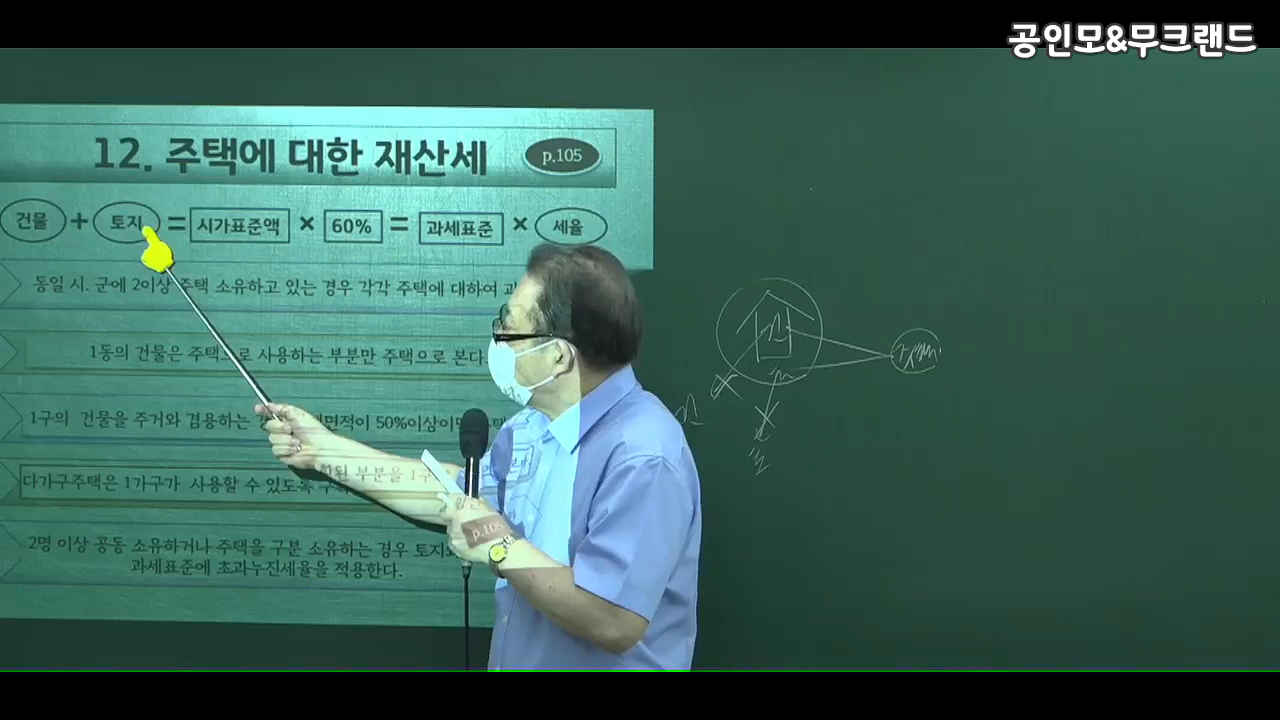 공인모&무크랜드
12. 주택에 대한 재산세 p.105
건물 + 토지 = 시가표준액 × 60% = 과세표준 × 세율
동일 시. 군에 2이상 주택 소유하고 있는 경우 각각 주택에 대하여
1동의 건물은 주택으로 사용하는 부분만 주택으로 본다.
1구의 건물을 주거와 겸용하는 면적이 50%이상이면
다가구주택은 1가구가 사용할 수 있도록 구 된 부분을 1구
2명 이상 공동 소유하거나 주택을 구분 소유하는 경우 토지
과세표준에 초과누진세율을 적용한다.
p.105